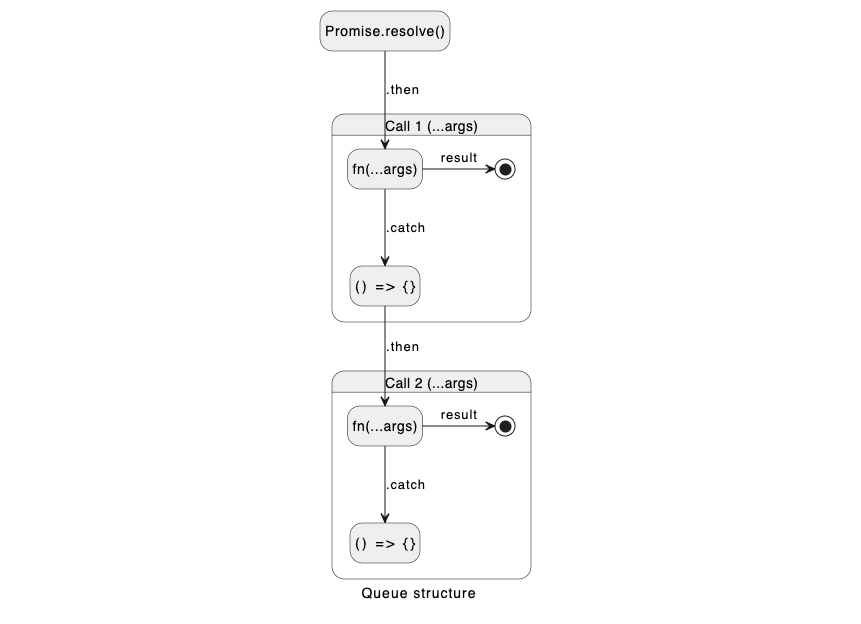 Promise.resolve()
.then
Call 1 (...args)
fn(...args)
result
.catch
() => {}
.then
Call 2 (...args)
fn(...args)
result
.catch
() => {}
Queue structure